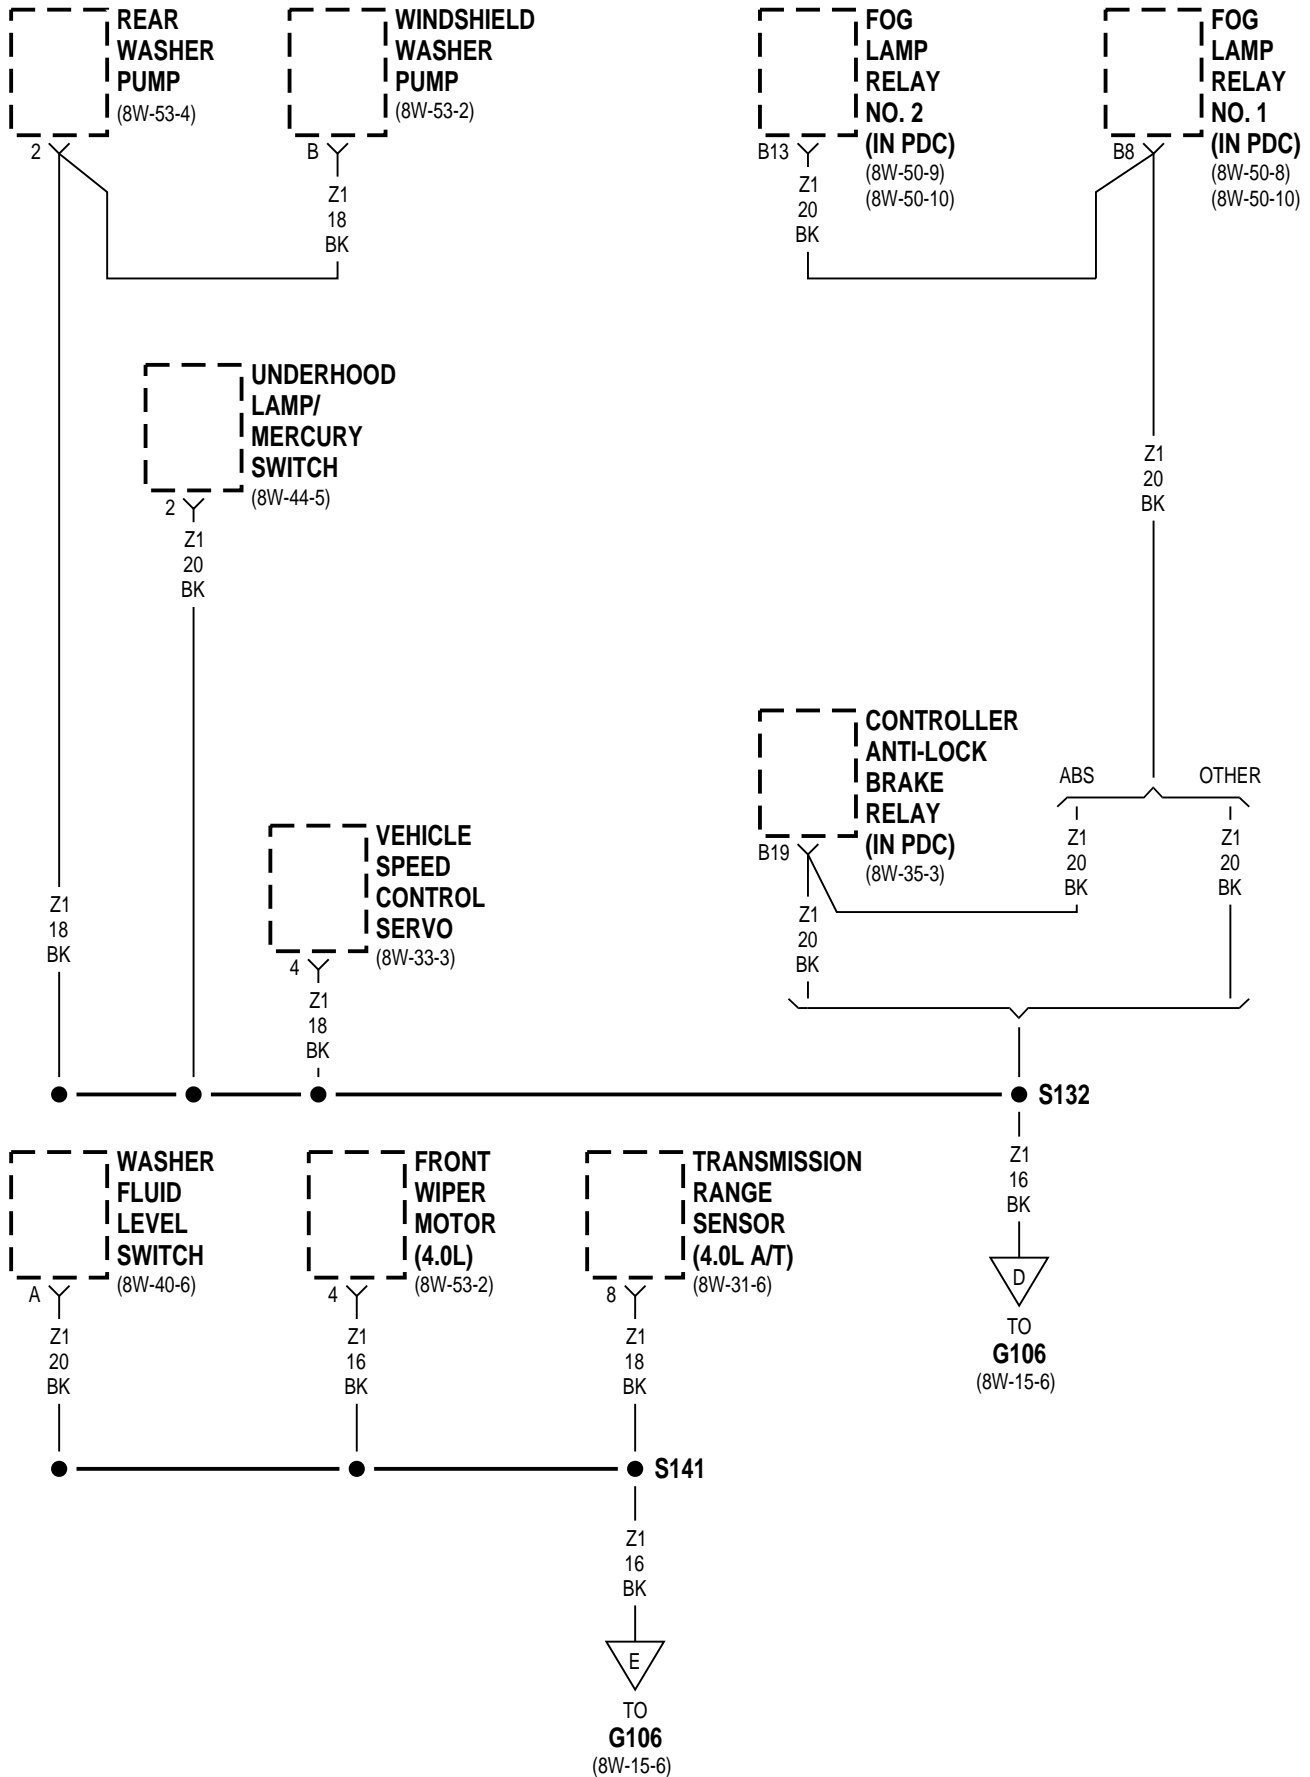 REAR
WASHER
PUMP
(8W-53-4)
2
WINDSHIELD
WASHER
PUMP
(8W-53-2)
B
Z1
18
BK
FOG
LAMP
RELAY
NO. 2
(IN PDC)
(8W-50-9)
(8W-50-10)
B13
Z1
20
BK
FOG
LAMP
RELAY
NO. 1
(IN PDC)
(8W-50-8)
(8W-50-10)
B8
Z1
20
BK
UNDERHOOD
LAMP/
MERCURY
SWITCH
(8W-44-5)
2
Z1
20
BK
CONTROLLER
ANTI-LOCK
BRAKE
RELAY
(IN PDC)
(8W-35-3)
B19
Z1
20
BK
ABS
OTHER
Z1
20
BK
Z1
20
BK
VEHICLE
SPEED
CONTROL
SERVO
(8W-33-3)
4
Z1
18
BK
Z1
18
BK
S132
Z1
16
BK
D
TO
G106
(8W-15-6)
WASHER
FLUID
LEVEL
SWITCH
(8W-40-6)
A
Z1
20
BK
FRONT
WIPER
MOTOR
(4.0L)
(8W-53-2)
4
Z1
16
BK
TRANSMISSION
RANGE
SENSOR
(4.0L A/T)
(8W-31-6)
8
Z1
18
BK
S141
Z1
16
BK
E
TO
G106
(8W-15-6)